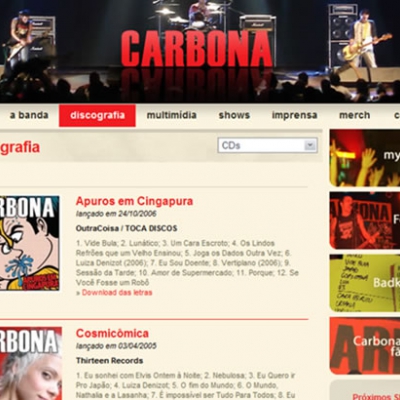 CARBONA
a banda
discografia
multimídia
shows
imprensa
merch
grafia
CDs
my
RBONA
Apuros em Cingapura
lançado em 24/10/2006
OutraCoisa / TOCA DISCOS
1. Vide Bula; 2. Lunático; 3. Um Cara Escroto; 4. Os Lindos
Refrões que um Velho Ensinou; 5. Joga os Dados Outra Vez; 6.
Luiza Denizot (2006); 7. Eu Sou Doente; 8. Vertiplano (2006); 9.
Sessão da Tarde; 10. Amor de Supermercado; 11. Porque; 12. Se
Você Fosse um Robô
» Download das letras
F
Badk
CARBONA
Cosmicômica
lançado em 03/04/2005
Thirteen Records
1. Eu sonhei com Elvis Ontem à Noite; 2. Nebulosa; 3. Eu Quero ir
Pro Japão; 4. Luiza Denizot; 5. O fim do Mundo; 6. O Mundo,
Nathalia e a Lasanha; 7. É impossível ser Tudo Para Todos; 8. Eu
Carbona
fã
Próximos S